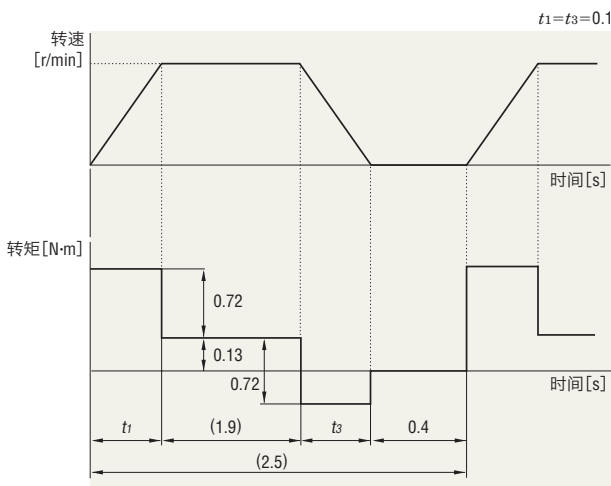 t1=t3=0.1
转速
[r/min]
时间[s]
转矩[N·m]
0.72
0.13
0.72
时间[s]
t1
(1.9)
t3
0.4
(2.5)